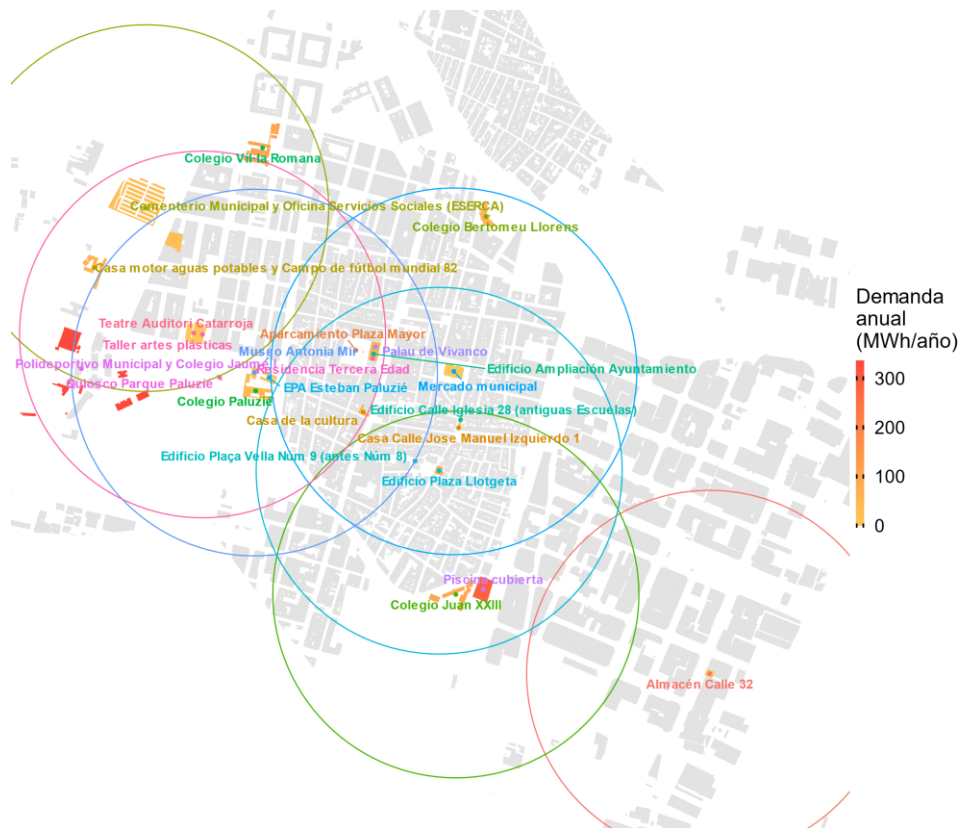 Colegio Vil·la Romana
Cementerio Municipal y Oficina Servicios Sociales (ESERCA)
Colegio Bertomeu Llorens
Casa motor aguas potables y Campo de fútbol mundial 82
Demanda
anual
(MWh/año)
300
200
100
0
Teatre Auditori Catarroja
Aparcamiento Plaza Mayor
Taller artes plásticas
Museo Antonia Mir
Palau de Vivanco
Polideportivo Municipal y Colegio Jaume I
Residencia Tercera Edad
Edificio Ampliación Ayuntamiento
Quiosco Parque Paluzie
EPA Esteban Paluzié
Mercado municipal
Colegio Paluzie
Edificio Calle Iglesia 28 (antiguas Escuelas)
Casa de la cultura
Casa Calle Jose Manuel Izquierdo 1
Edificio Plaça Vella Núm 9 (antes Núm 8)
Edificio Plaza Llotgeta
Piscina cubierta
Colegio Juan XXIII
Almacén Calle 32